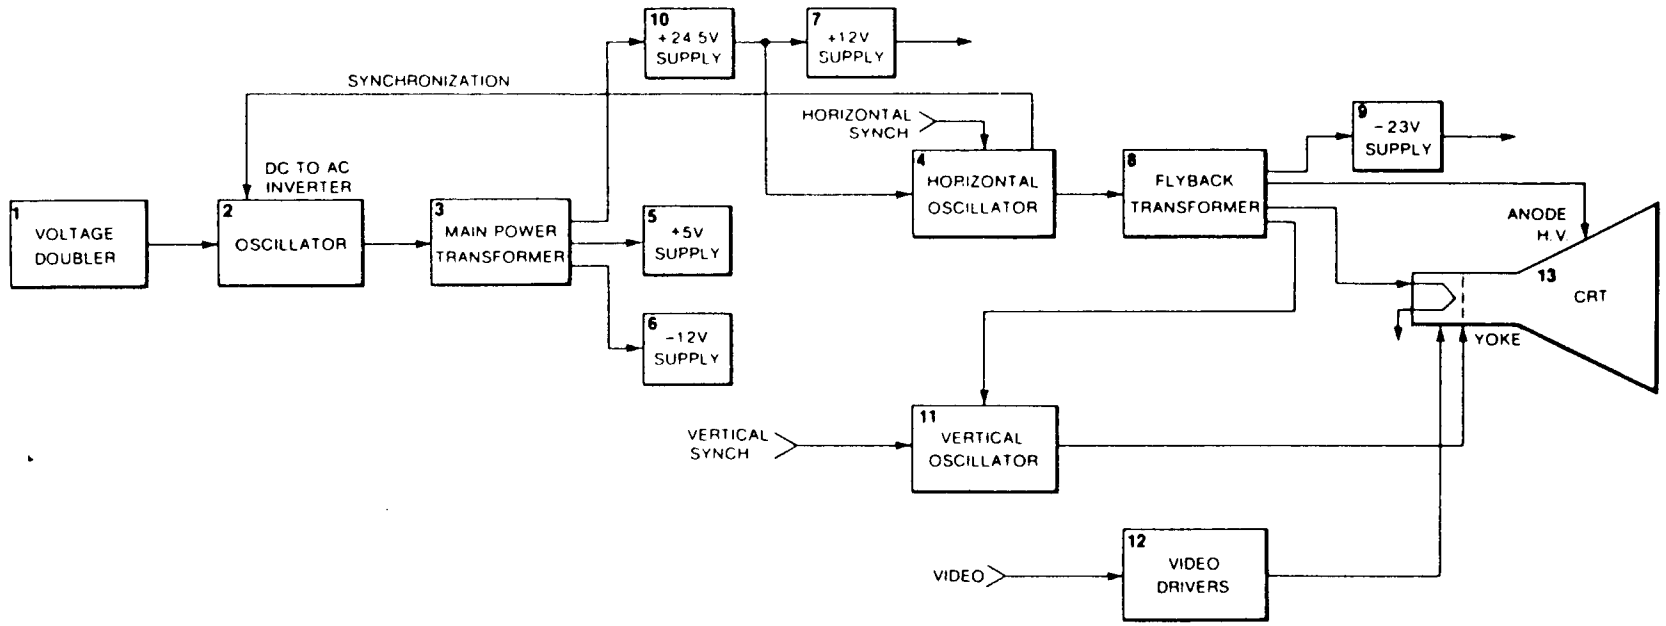 10
+24.5V
SUPPLY
7
+12V
SUPPLY
SYNCHRONIZATION
HORIZONTAL
SYNCH
9
-23V
SUPPLY
DC TO AC
INVERTER
1
VOLTAGE
DOUBLER
2
OSCILLATOR
3
MAIN POWER
TRANSFORMER
5
+5V
SUPPLY
6
-12V
SUPPLY
4
HORIZONTAL
OSCILLATOR
8
FLYBACK
TRANSFORMER
ANODE
H.V.
13
CRT
YOKE
VERTICAL
SYNCH
11
VERTICAL
OSCILLATOR
VIDEO
12
VIDEO
DRIVERS